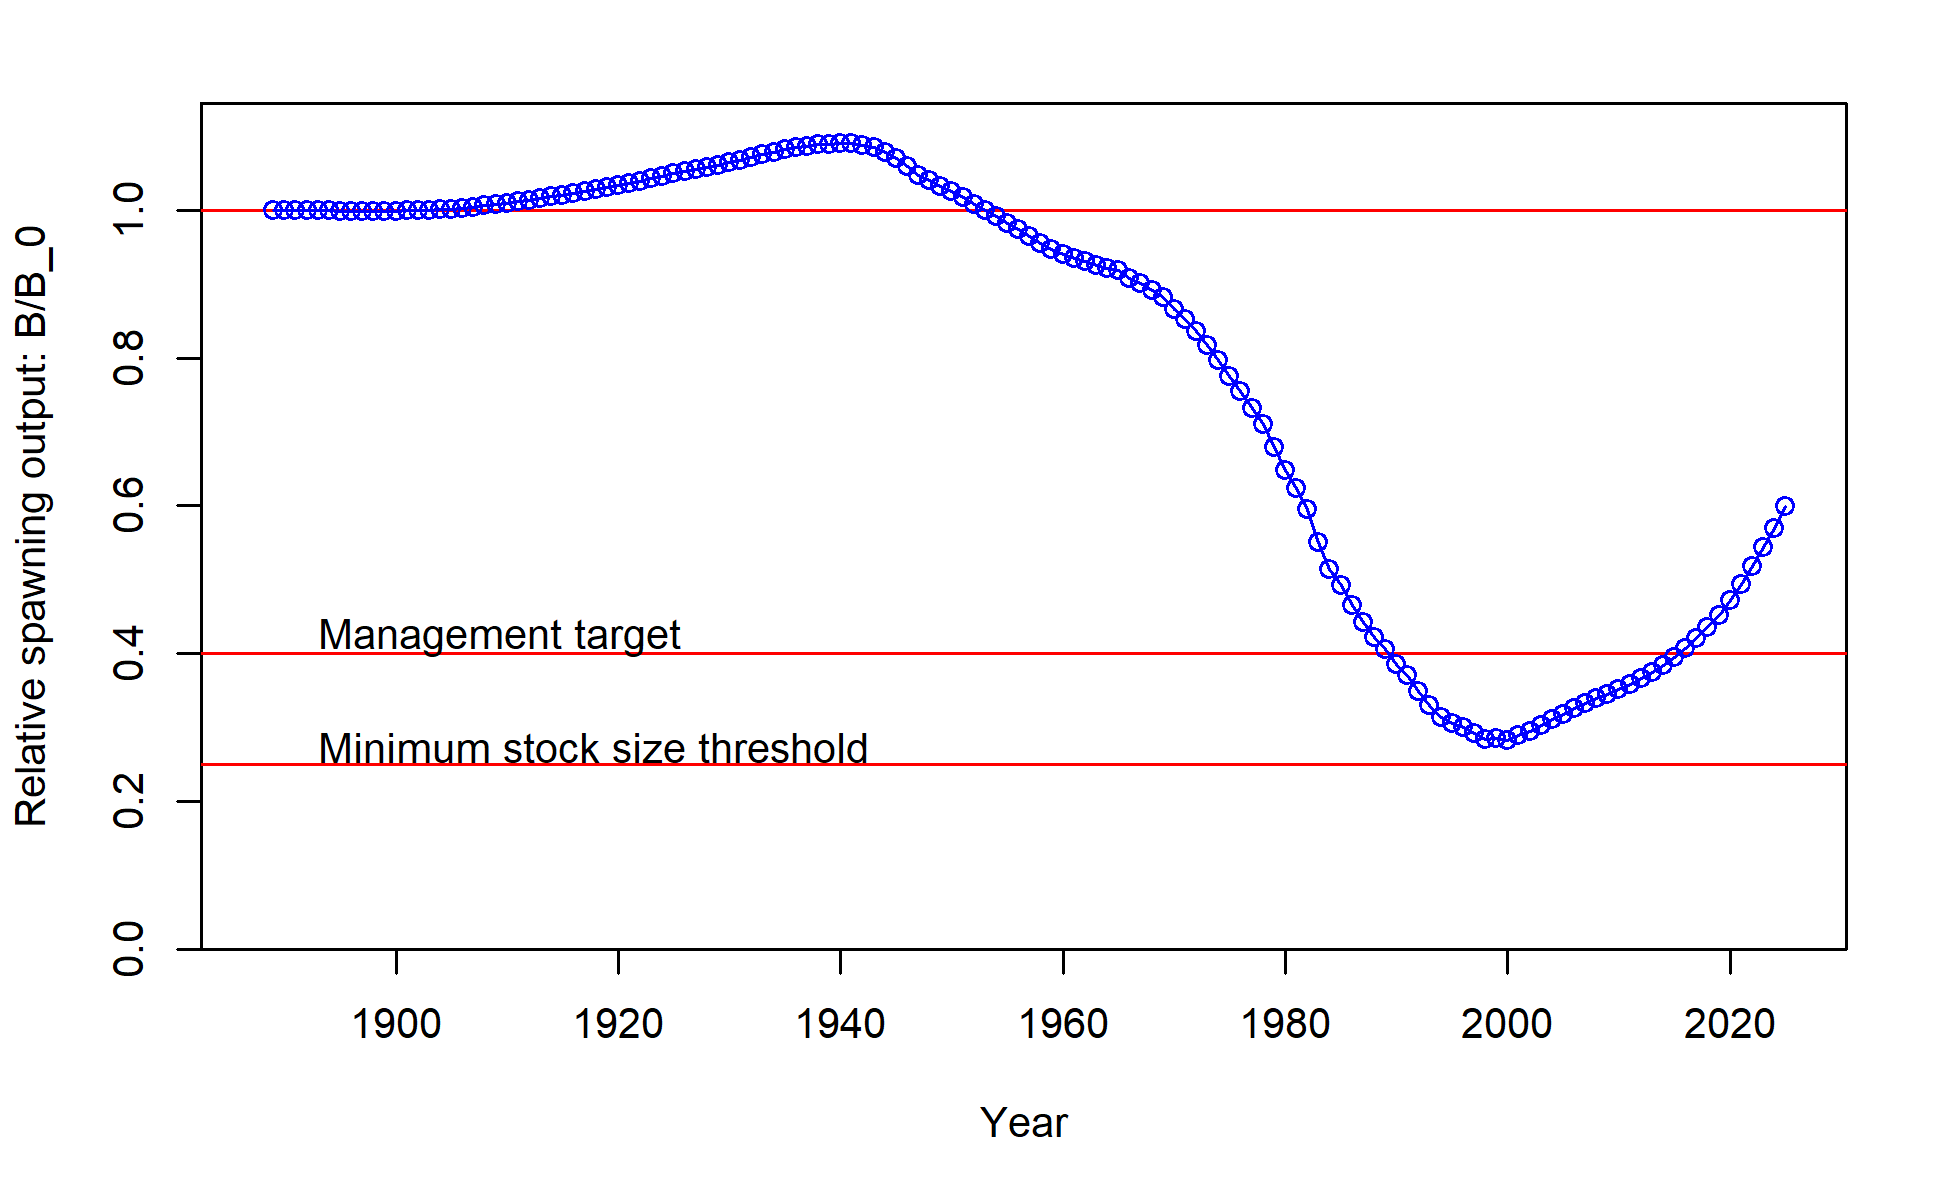 Relative spawning output: B/B_0
1.0
0.8
0.6
0.4
0.2
0.0
Management target
Minimum stock size threshold
1900 1920 1940 1960 1980 2000 2020
Year